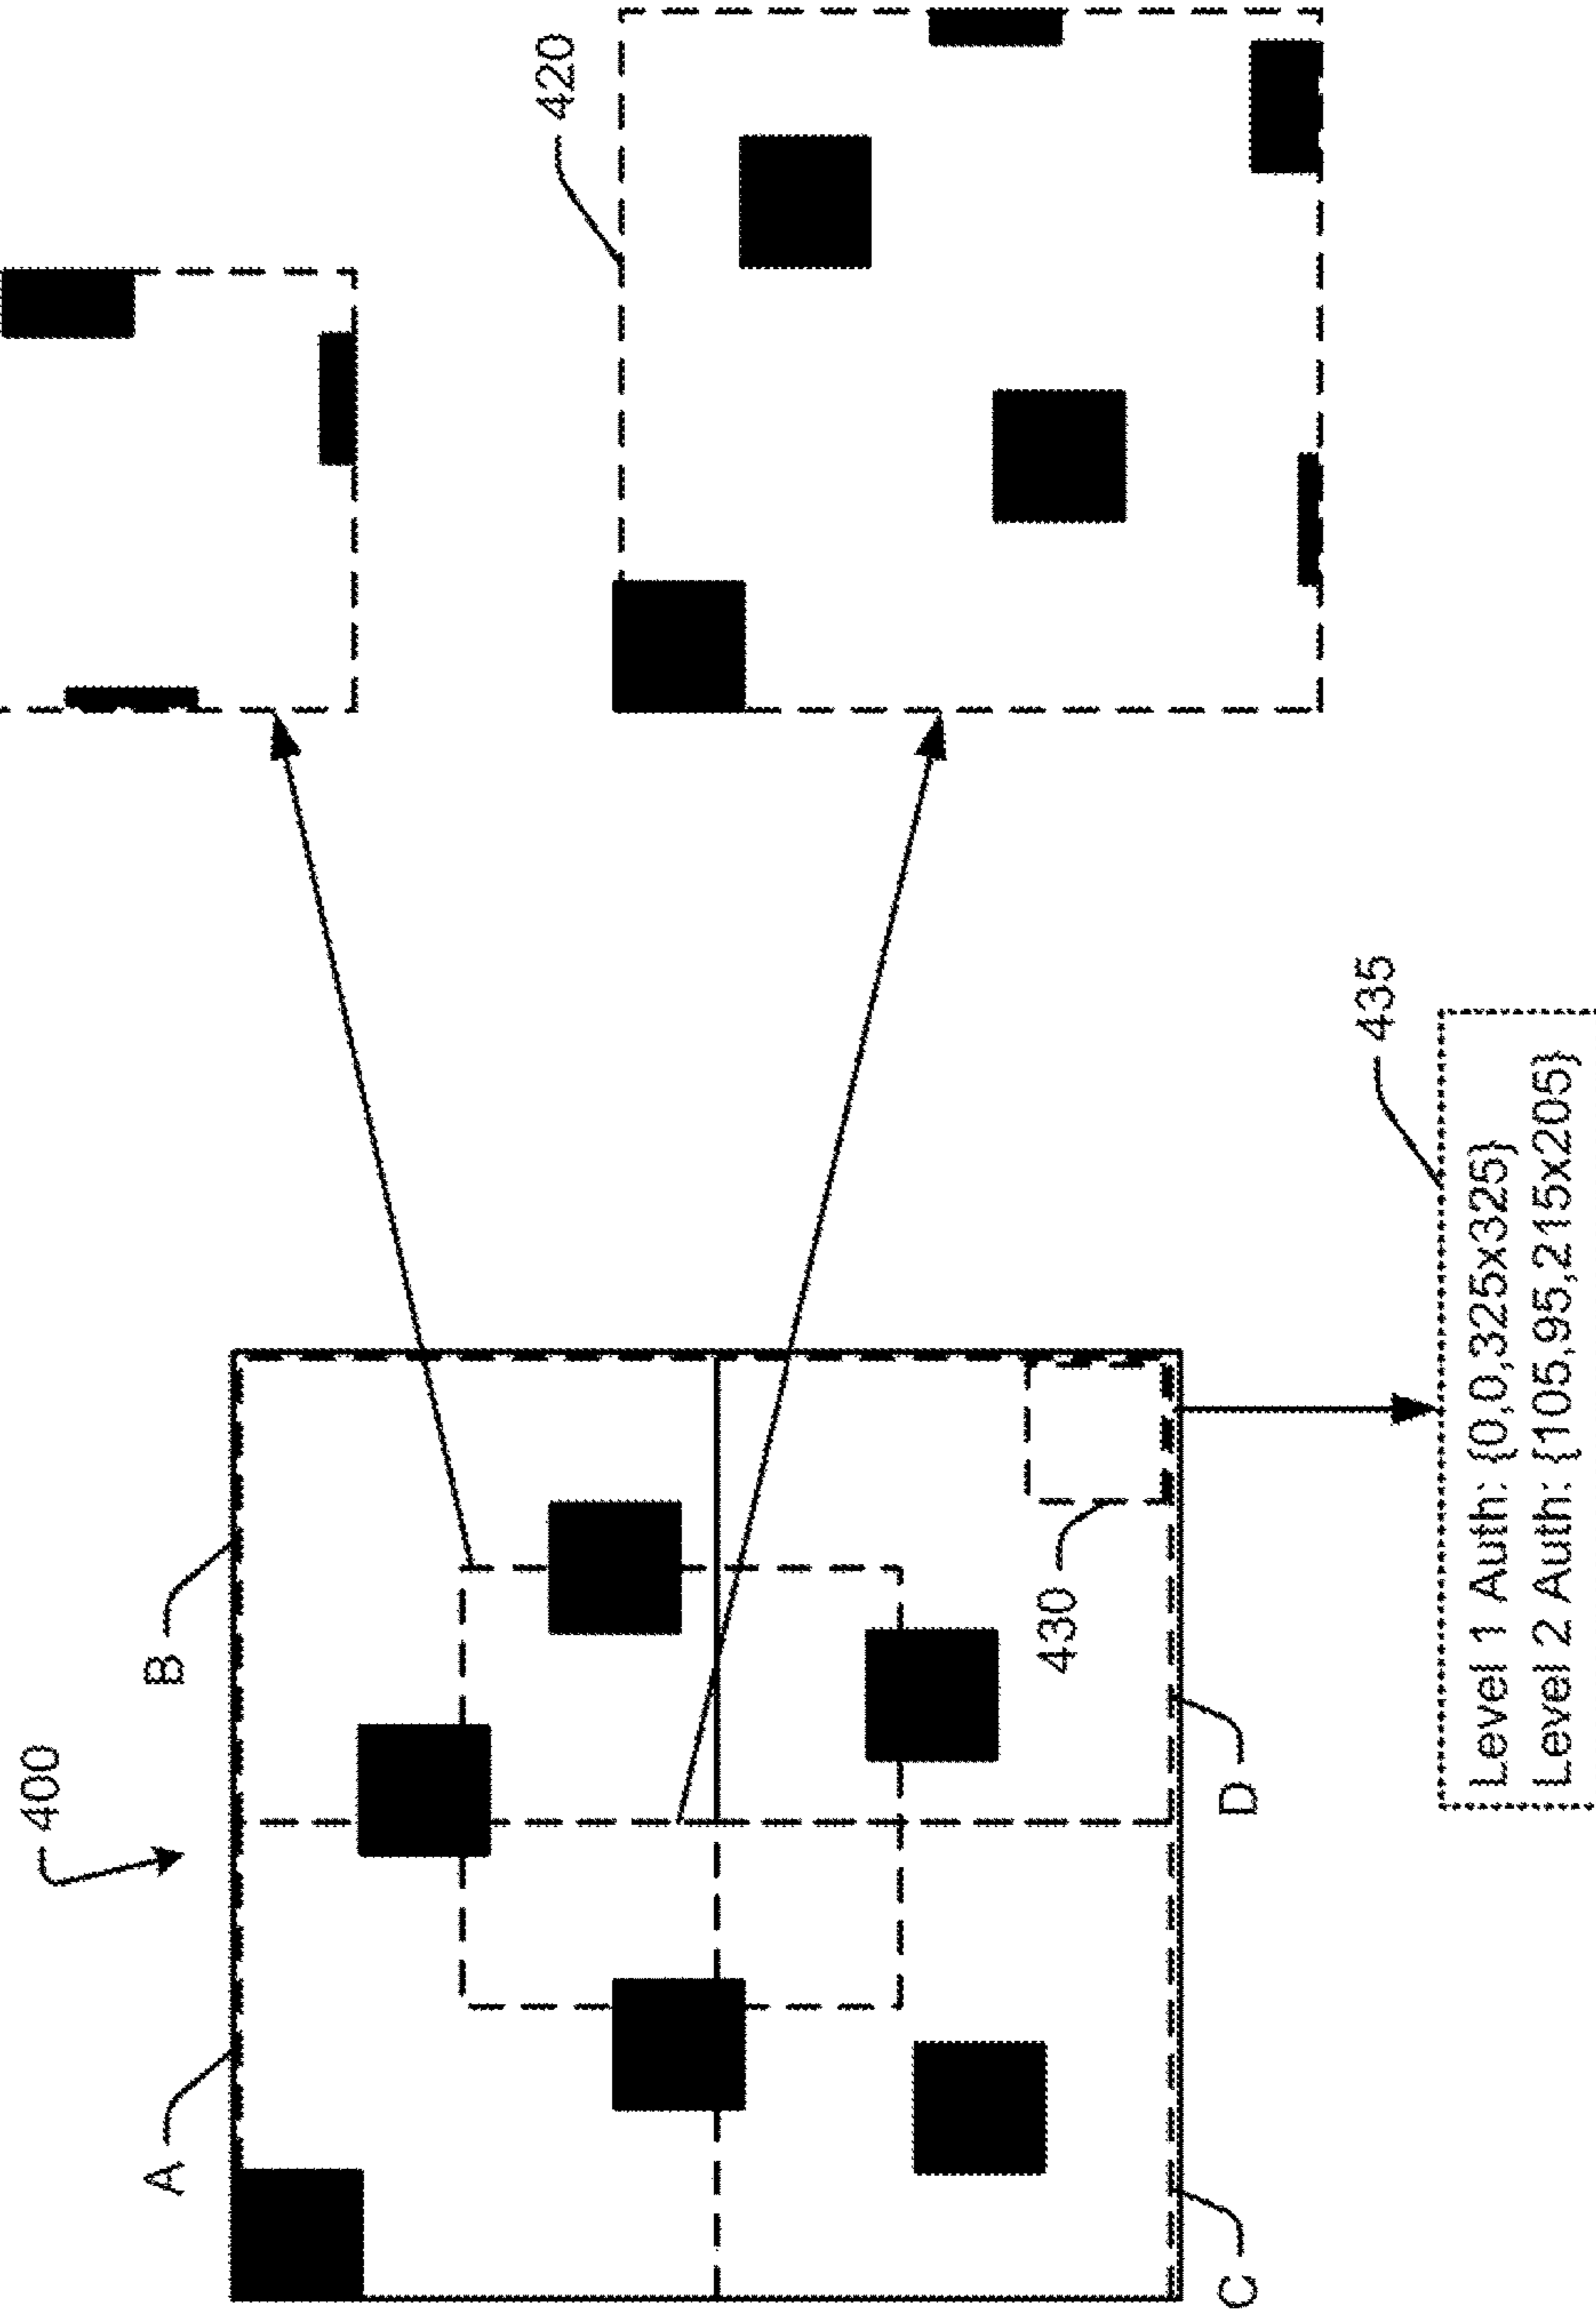 400
A
B
C
D
420
430
435
Level 1 Auth: {0,0,325x325}
Level 2 Auth: {105,95,215x205}